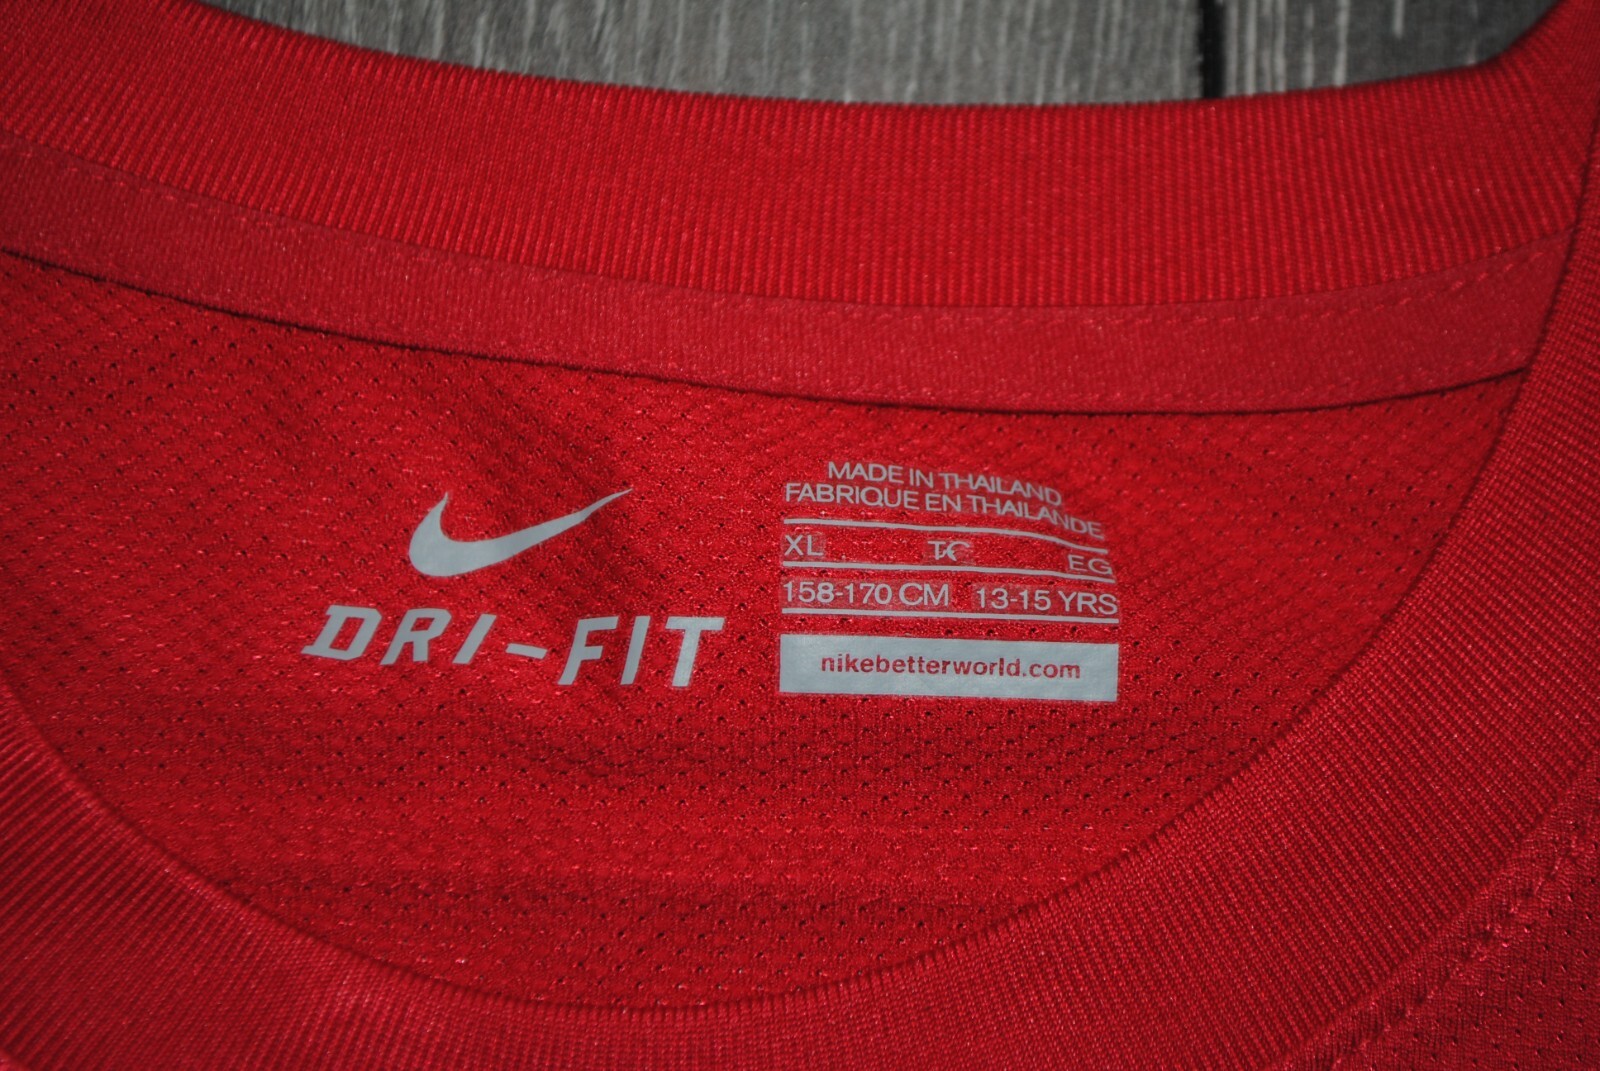 DRI-FIT
MADE IN THAILAND
FABRIQUE EN THAILANDE
XL TG EG
158-170 CM 13-15 YRS
nikebetterworld.com